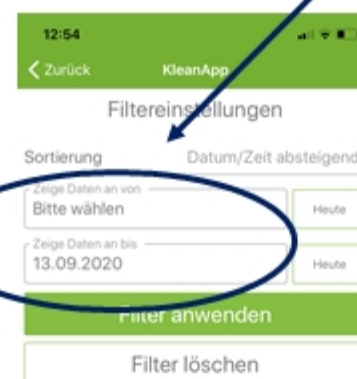 12:54
Zurück KleanApp
Filtereinstellungen
Sortierung Datum/Zeit absteigend
Zeige Daten an von
Bitte wählen Heute
Zeige Daten an bis
13.09.2020 Heute
Filter anwenden
Filter löschen